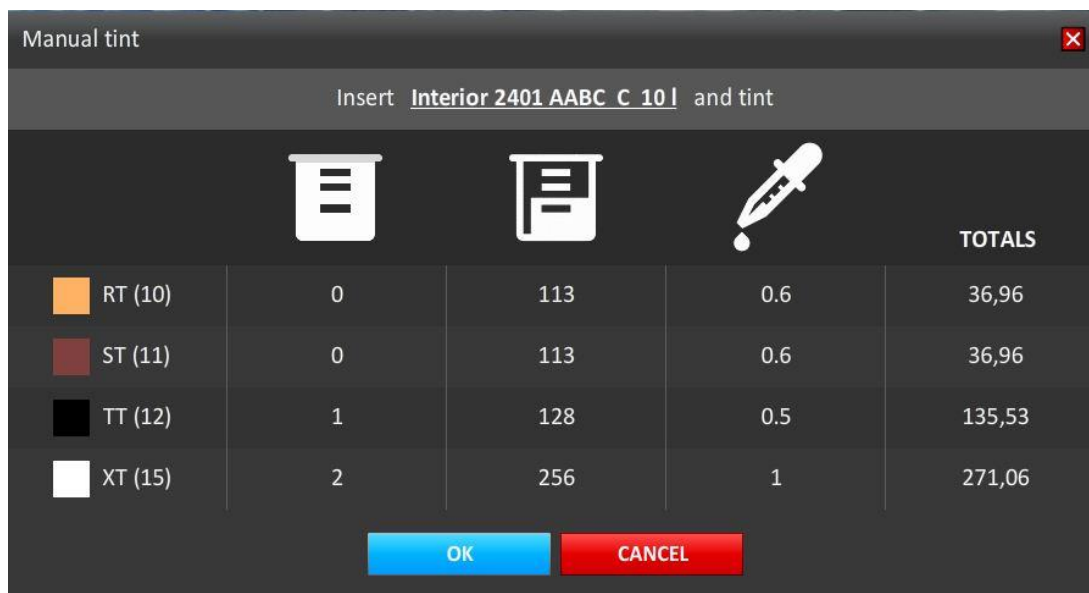 Manual tint
Insert Interior 2401 AABC C 10 l and tint
TOTALS
RT (10) 0 113 0.6 36,96
ST (11) 0 113 0.6 36,96
TT (12) 1 128 0.5 135,53
XT (15) 2 256 1 271,06
OK CANCEL